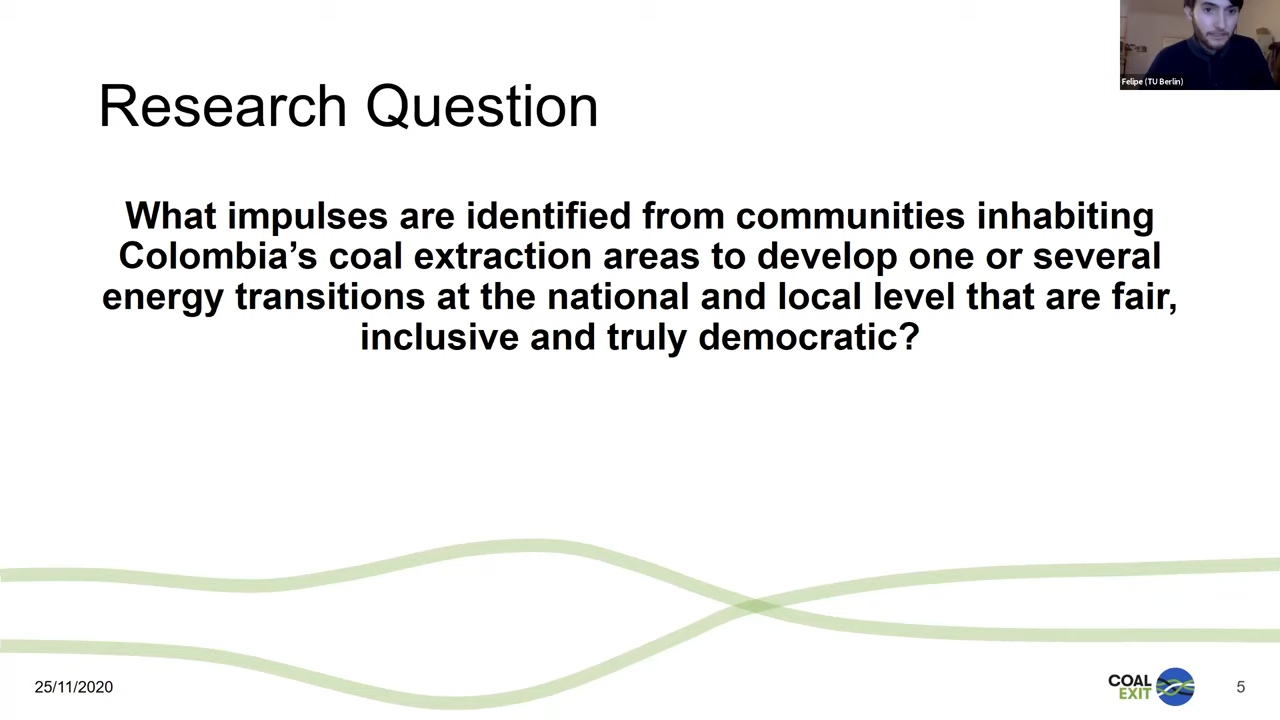 Felipe (TU Berlin)
Research Question
What impulses are identified from communities inhabiting
Colombia’s coal extraction areas to develop one or several
energy transitions at the national and local level that are fair,
inclusive and truly democratic?
25/11/2020
COAL
EXIT
5